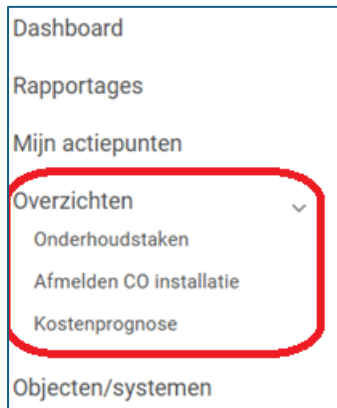 Dashboard
Rapportages
Mijn actiepunten
Overzichten
Onderhoudstaken
Afmelden CO installatie
Kostenprognose
Objecten/systemen